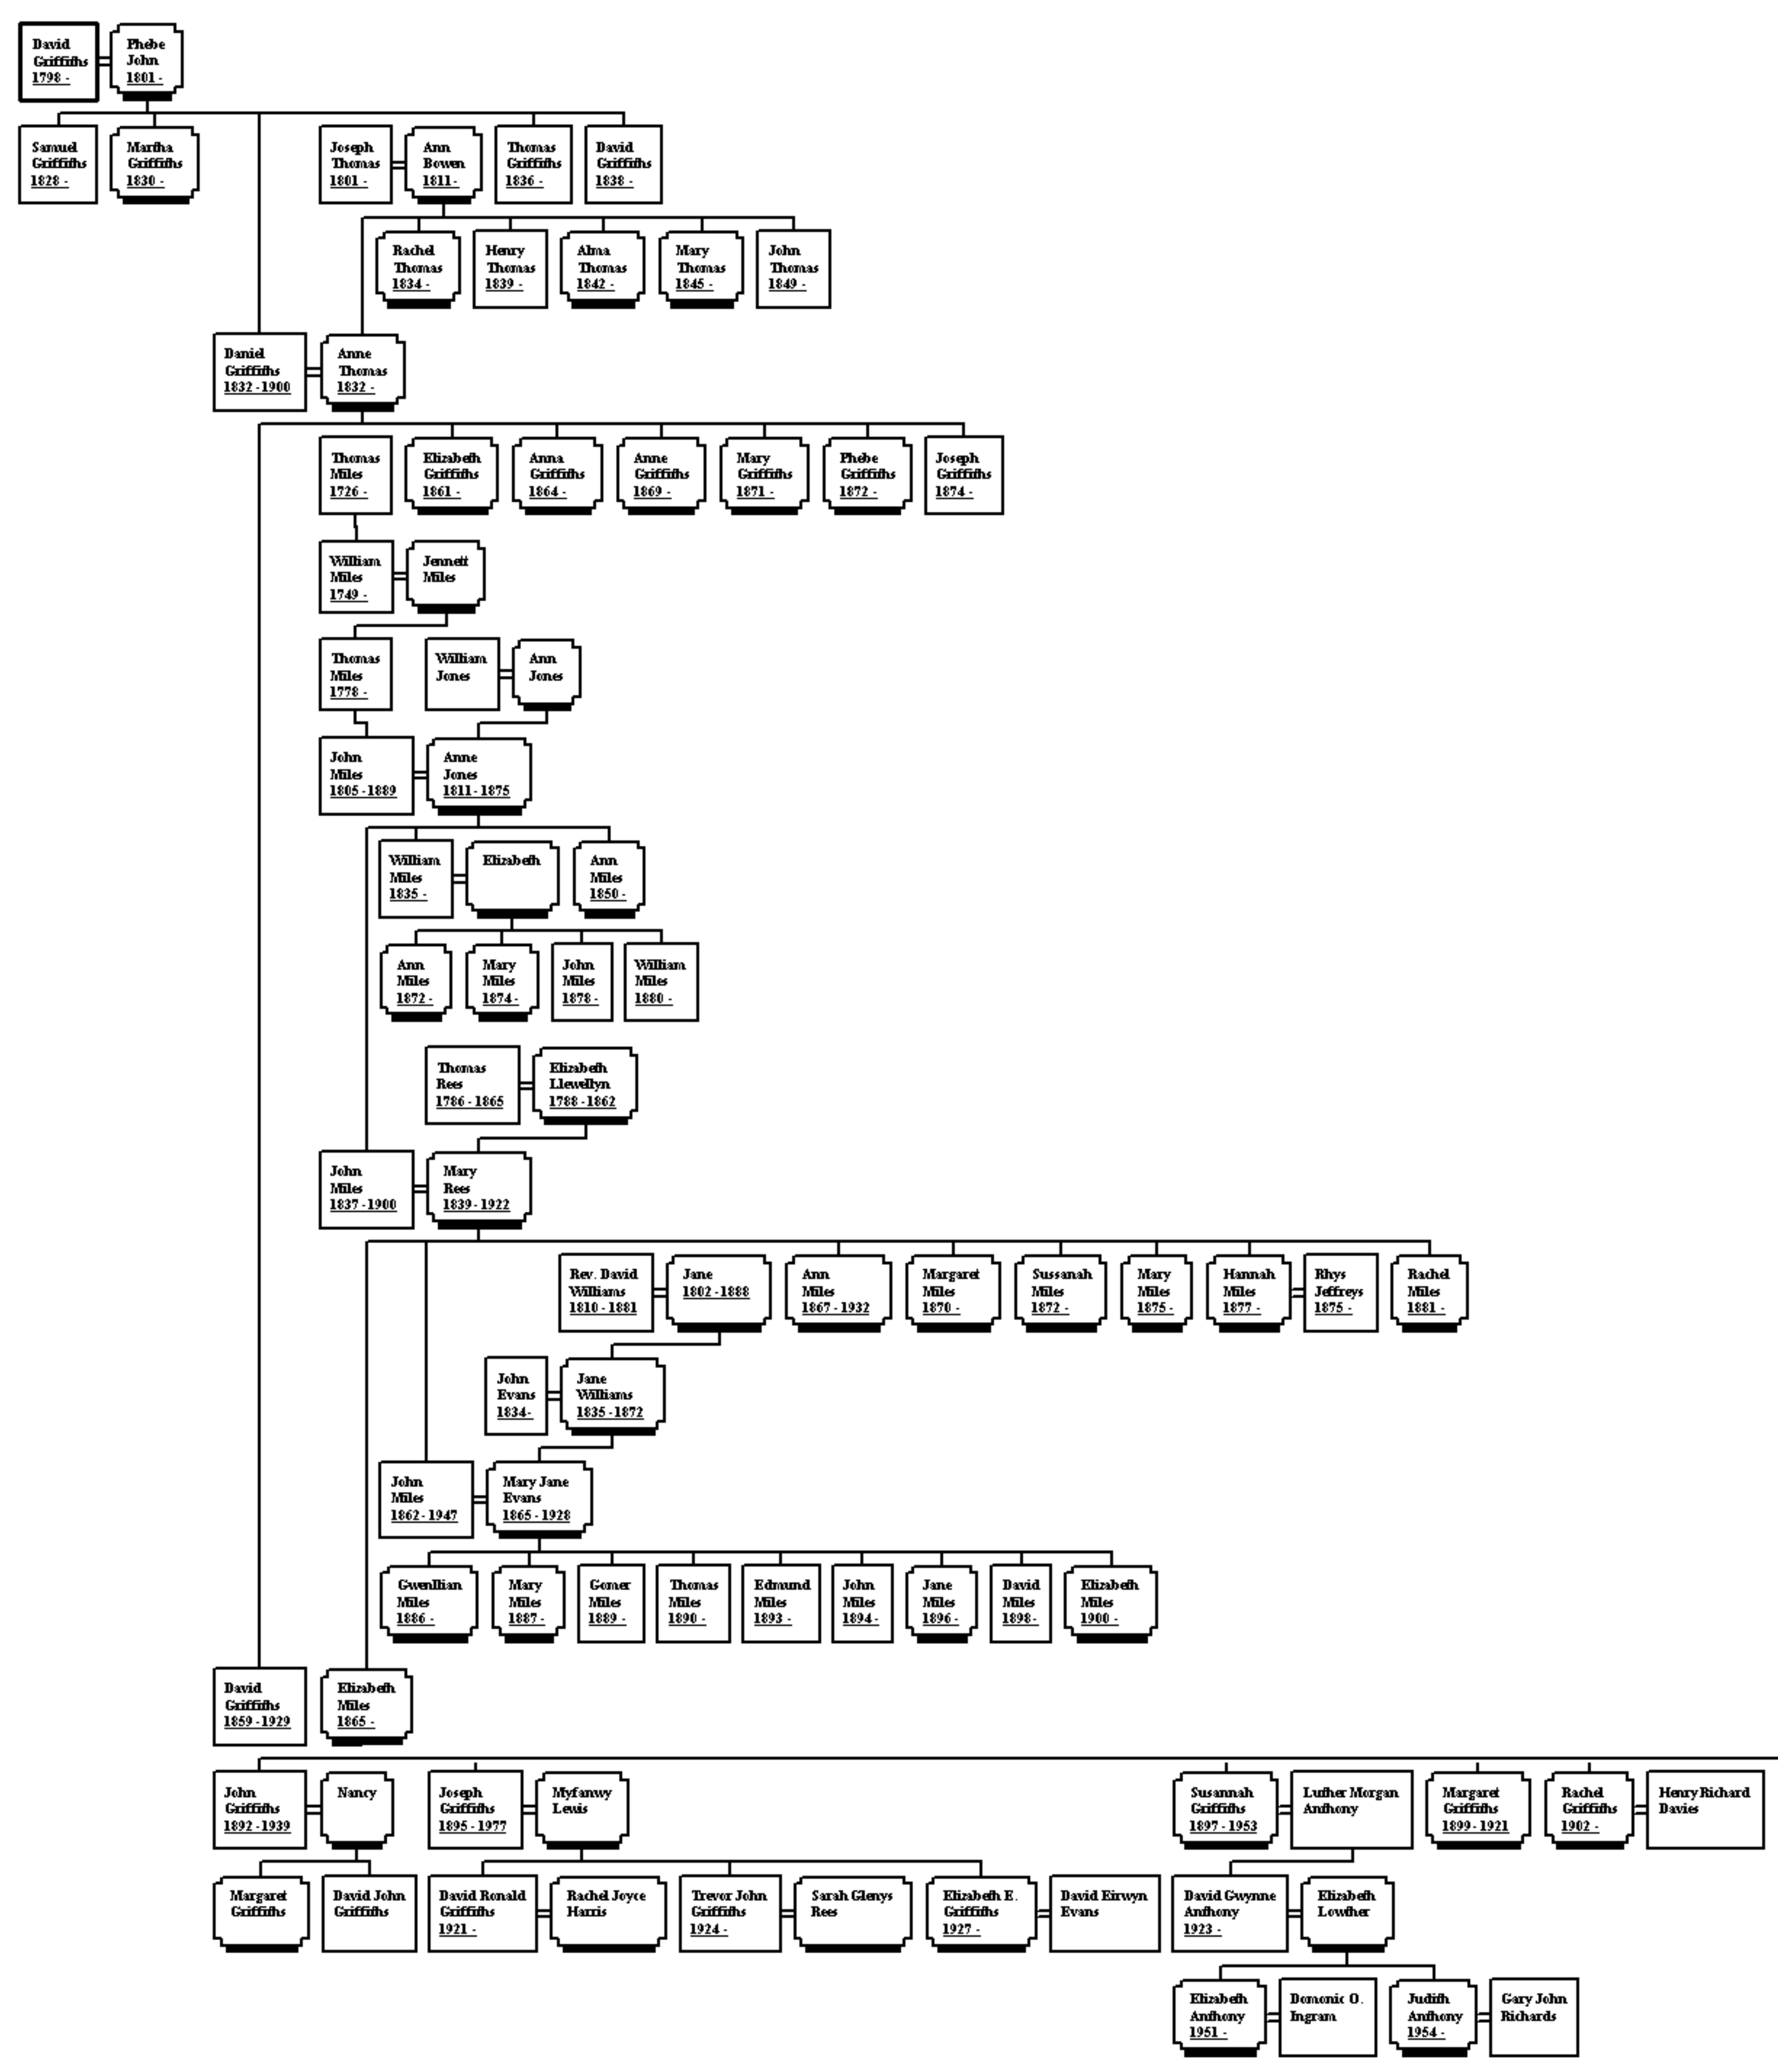 David
Griffiths
1798 -
Phebe
John
1801 -
Samuel
Griffiths
1828 -
Martha
Griffiths
1830 -
Joseph
Thomas
1801 -
Ann
Bowen
1811-
Thomas
Griffiths
1836 -
David
Griffiths
1838 -
Rachel
Thomas
1834 -
Henry
Thomas
1839 -
Alma
Thomas
1842 -
Mary
Thomas
1845 -
John
Thomas
1849 -
Daniel
Griffiths
1832 - 1900
Anne
Thomas
1832 -
Thomas
Miles
1726 -
Elizabeth
Griffiths
1861 -
Anna
Griffiths
1864 -
Anne
Griffiths
1869 -
Mary
Griffiths
1871 -
Phebe
Griffiths
1872 -
Joseph
Griffiths
1874 -
William
Miles
1749 -
Jennett
Miles
Thomas
Miles
1778 -
William
Jones
Ann
Jones
John
Miles
1805 - 1889
Anne
Jones
1811 - 1875
William
Miles
1835 -
Elizabeth
Ann
Miles
1850 -
Ann
Miles
1872 -
Mary
Miles
1874 -
John
Miles
1878 -
William
Miles
1880 -
Thomas
Rees
1786 - 1865
Elizabeth
Llewellyn
1788 - 1862
John
Miles
1837 - 1900
Mary
Rees
1839 - 1922
Rev. David
Williams
1810 - 1881
Jane
1802 - 1888
Ann
Miles
1867 - 1932
Margaret
Miles
1870 -
Sussanah
Miles
1872 -
Mary
Miles
1875 -
Hannah
Miles
1877 -
Rhys
Jeffreys
1875 -
Rachel
Miles
1881 -
John
Evans
1834-
Jane
Williams
1835 - 1872
John
Miles
1862 - 1947
Mary Jane
Evans
1865 - 1928
Gwenllian
Miles
1886 -
Mary
Miles
1887 -
Gomer
Miles
1889 -
Thomas
Miles
1890 -
Edmund
Miles
1893 -
John
Miles
1894 -
Jane
Miles
1896 -
David
Miles
1898-
Elizabeth
Miles
1900 -
David
Griffiths
1859 - 1929
Elizabeth
Miles
1865 -
John
Griffiths
1892 - 1939
Nancy
Joseph
Griffiths
1895 - 1977
Myfanwy
Lewis
Susannah
Griffiths
1897 - 1953
Luther Morgan
Anthony
Margaret
Griffiths
1899 - 1921
Rachel
Griffiths
1902 -
Henry Richard
Davies
Margaret
Griffiths
David John
Griffiths
David Ronald
Griffiths
1921 -
Rachel Joyce
Harris
Trevor John
Griffiths
1924 -
Sarah Glenys
Rees
Elizabeth E.
Griffiths
1927 -
David Eirwyn
Evans
David Gwynne
Anthony
1923 -
Elizabeth
Lowther
Elizabeth
Anthony
1951 -
Domonic O.
Ingram
Judith
Anthony
1954 -
Gary John
Richards